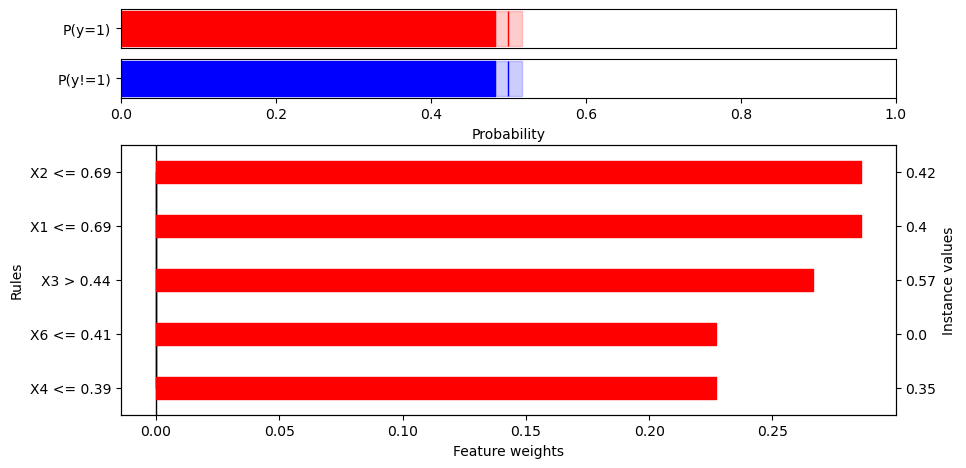 P(y=1)
P(y!=1)
0.0 0.2 0.4 0.6 0.8 1.0
Probability
X2 <= 0.69 0.42
X1 <= 0.69 0.4
X3 > 0.44 0.57
X6 <= 0.41 0.0
X4 <= 0.39 0.35
Rules
Instance values
0.00 0.05 0.10 0.15 0.20 0.25
Feature weights